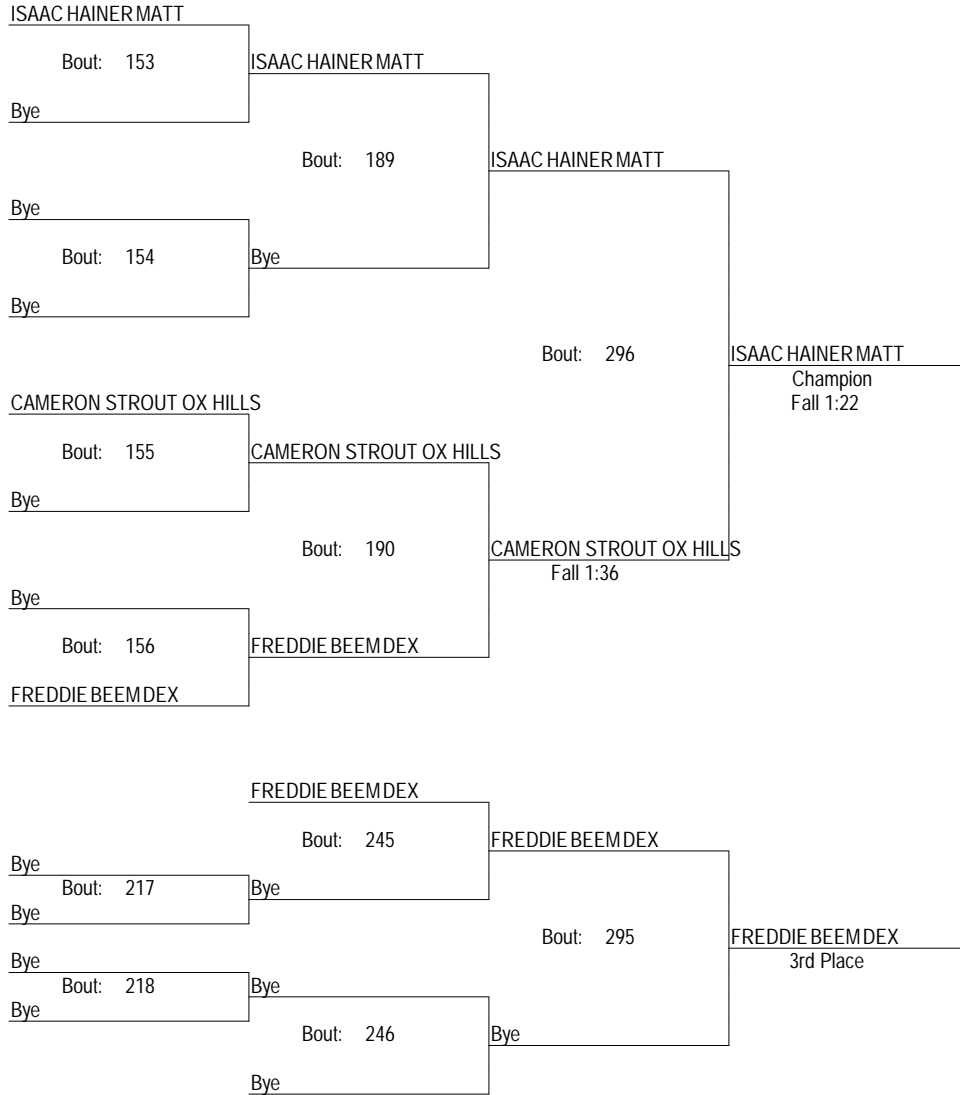 ISAAC HAINER MATT
Bout: 153
ISAAC HAINER MATT
Bye
Bout: 189
ISAAC HAINER MATT
Bye
Bout: 154
Bye
Bye
Bout: 296
ISAAC HAINER MATT
Champion
Fall 1:22
CAMERON STROUT OX HILLS
Bout: 155
CAMERON STROUT OX HILLS
Bye
Bout: 190
CAMERON STROUT OX HILLS
Fall 1:36
Bye
Bout: 156
FREDDIE BEEM DEX
FREDDIE BEEM DEX
FREDDIE BEEM DEX
Bout: 245
FREDDIE BEEM DEX
Bye
Bout: 217
Bye
Bye
Bout: 295
FREDDIE BEEM DEX
3rd Place
Bye
Bout: 218
Bye
Bye
Bout: 246
Bye
Bye